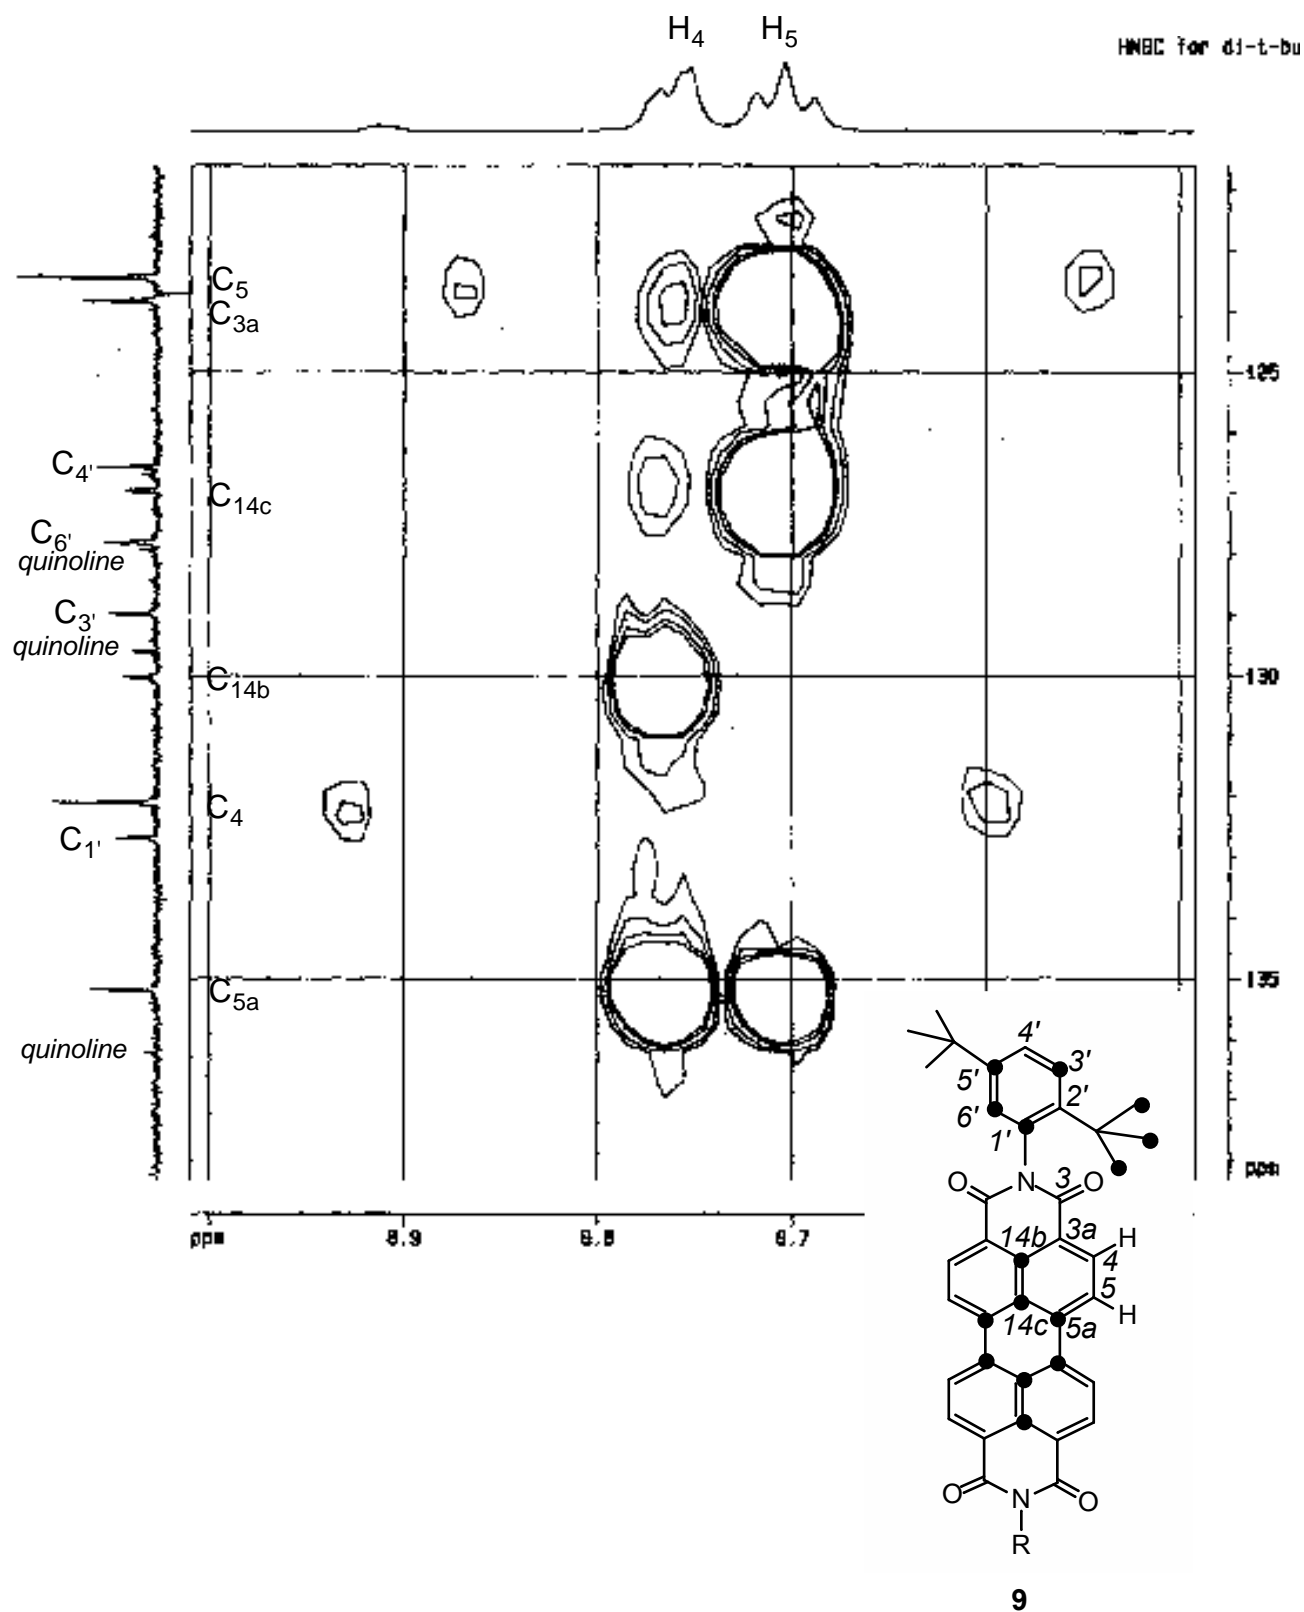 H4 H5
HMBC for di-t-bu
C5
C3a
125
C4'
C14c
C6'
quinoline
C3'
quinoline
C14b
130
C4
C1'
C5a
135
quinoline
4'
5' 3'
6' 2'
1'
ppm
O N 3 O
14b 3a H
4
5
14c 5a H
ppm 8.9 8.8 8.7
O N O
R
9